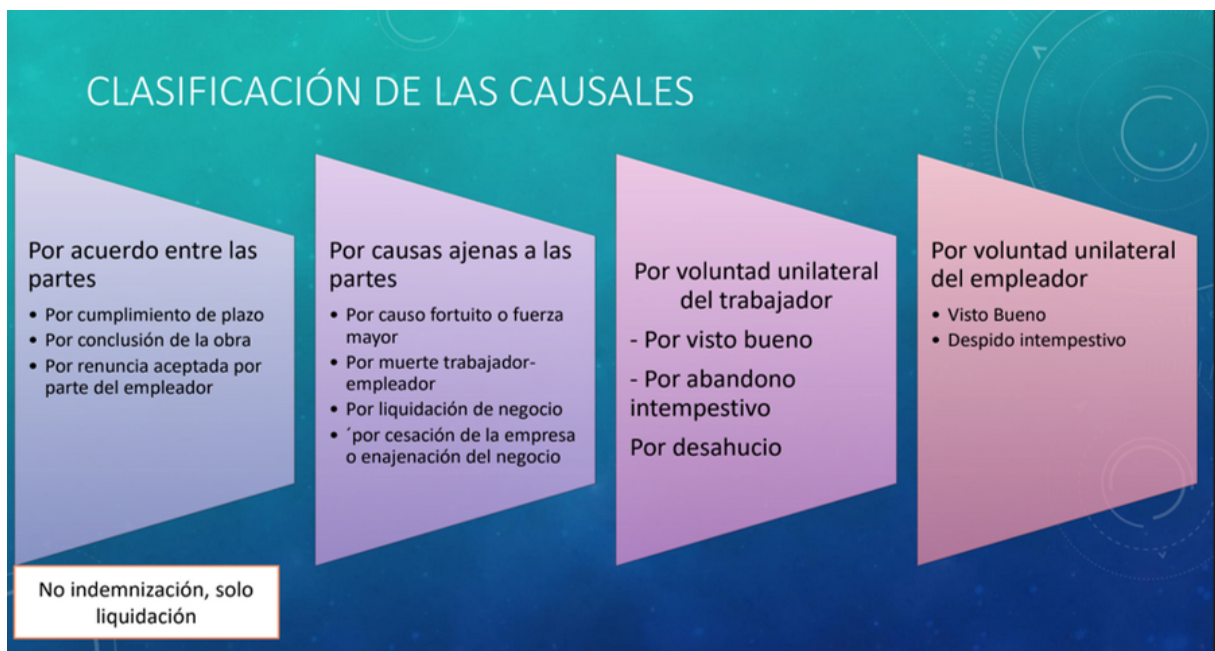 CLASIFICACIÓN DE LAS CAUSALES
Por acuerdo entre las
partes
• Por cumplimiento de plazo
• Por conclusión de la obra
• Por renuncia aceptada por
parte del empleador
Por causas ajenas a las
partes
• Por causo fortuito o fuerza
mayor
• Por muerte trabajador-
empleador
• Por liquidación de negocio
• ´por cesación de la empresa
o enajenación del negocio
Por voluntad unilateral
del trabajador
- Por visto bueno
- Por abandono
intempestivo
Por desahucio
Por voluntad unilateral
del empleador
• Visto Bueno
• Despido intempestivo
No indemnización, solo
liquidación